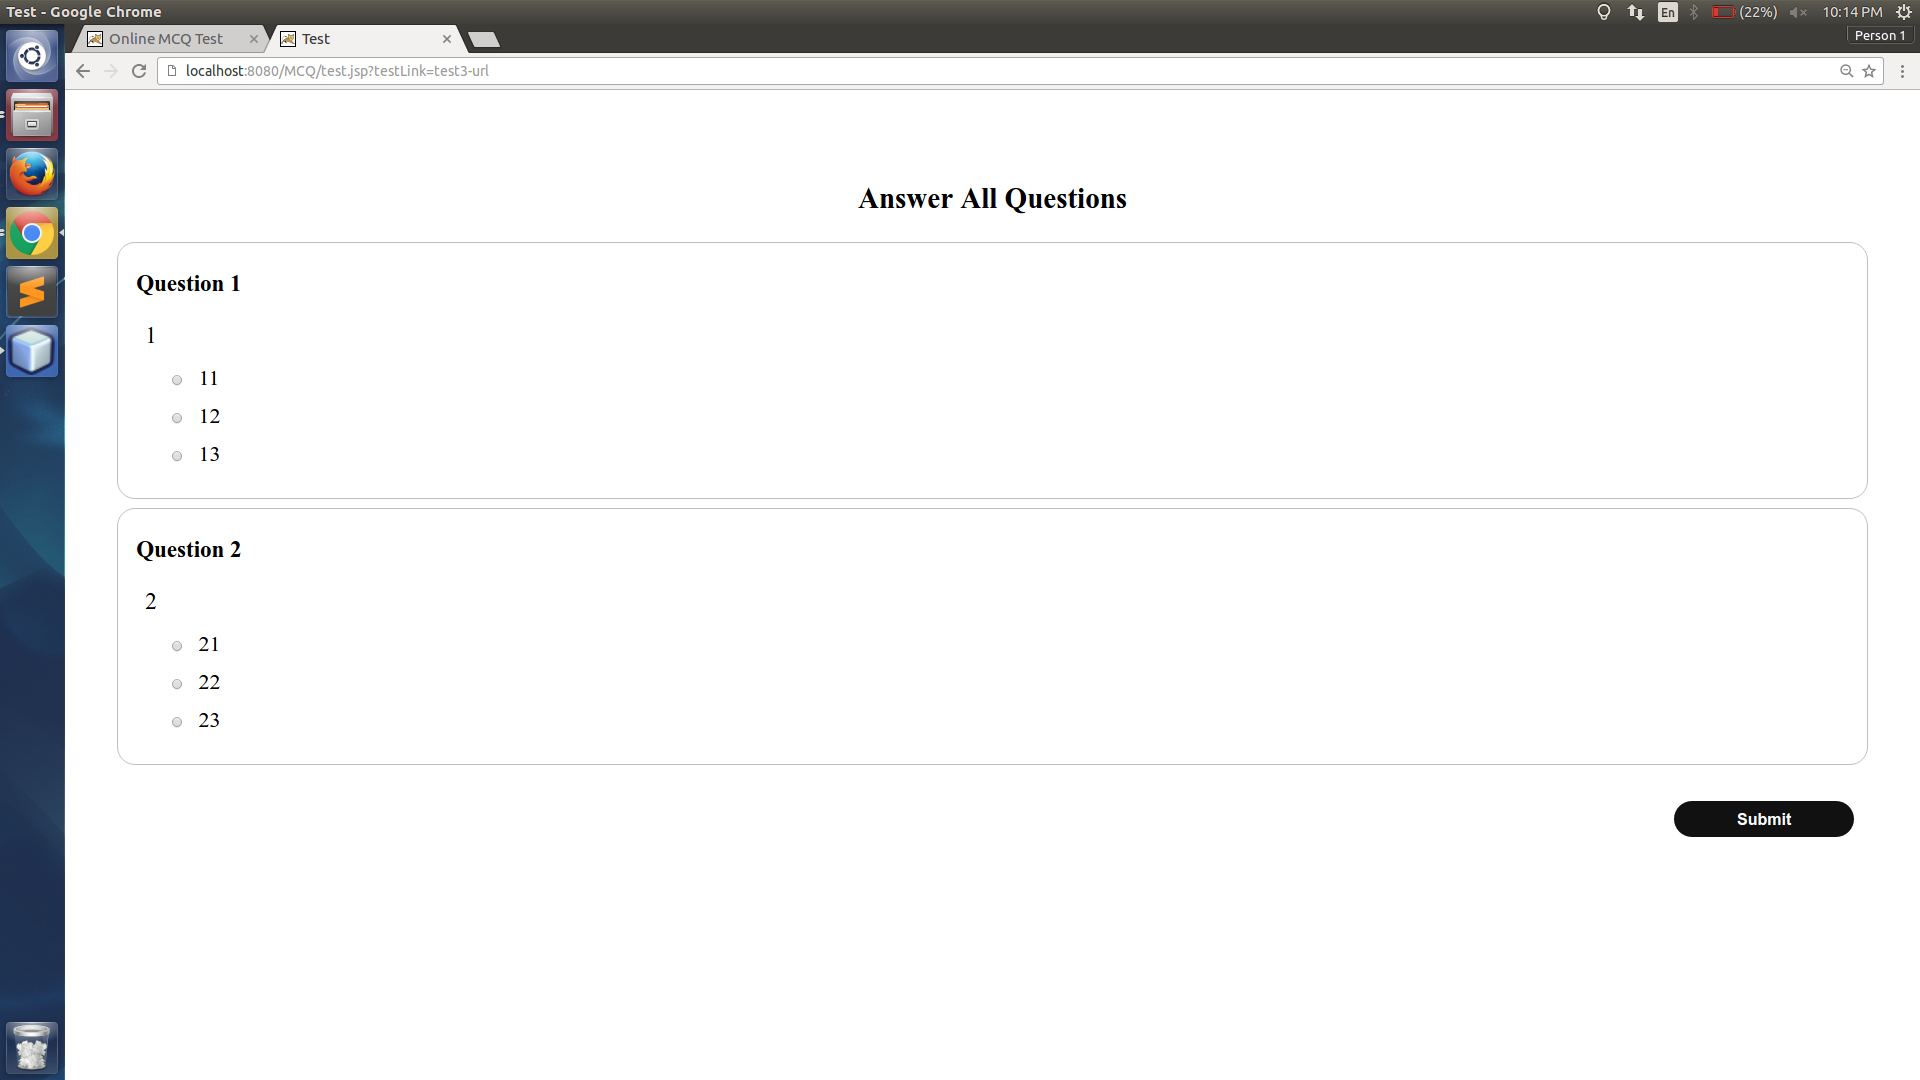 Test - Google Chrome
En (22%) 10:14 PM
Online MCQ Test Test Person 1
localhost:8080/MCQ/test.jsp?testLink=test3-url
Answer All Questions
Question 1
1
11
12
13
Question 2
2
21
22
23
Submit